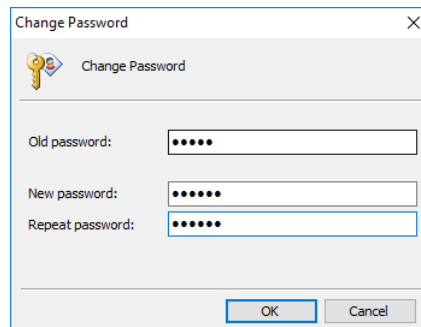 Change Password
Change Password
Old password: •••••
New password: ••••••
Repeat password: ••••••
OK Cancel